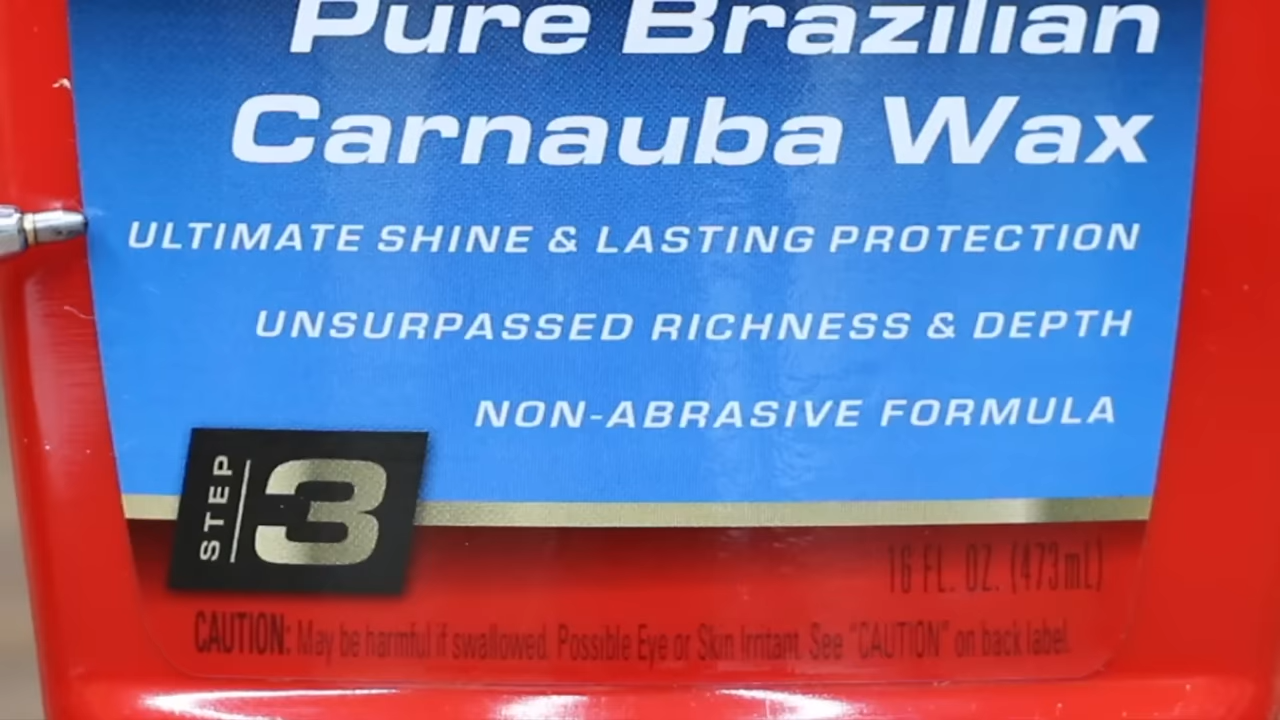 Pure Brazilian
Carnauba Wax
ULTIMATE SHINE & LASTING PROTECTION
UNSURPASSED RICHNESS & DEPTH
NON-ABRASIVE FORMULA
STEP 3
16 FL. OZ. (473mL)
CAUTION: May be harmful if swallowed. Possible Eye or Skin Irritant. See "CAUTION" on back label.